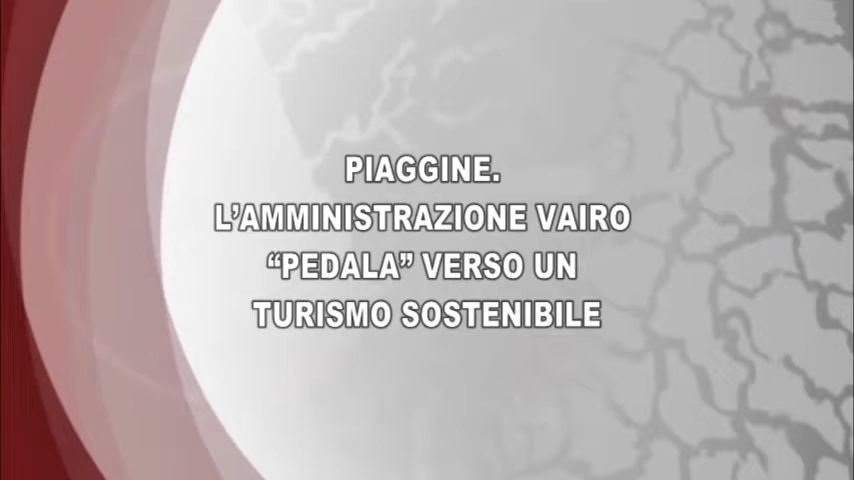 PIAGGINE.
L’AMMINISTRAZIONE VAIRO
“PEDALA” VERSO UN
TURISMO SOSTENIBILE